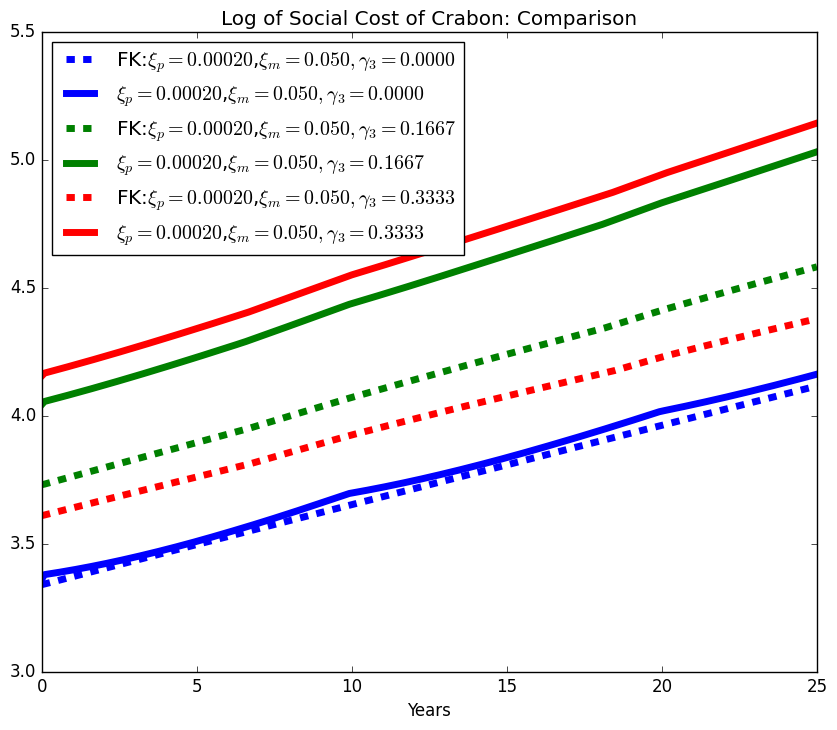 Log of Social Cost of Crabon: Comparison
5.5
5.0
4.5
4.0
3.5
3.0
FK:ξ_p = 0.00020,ξ_m = 0.050, γ_3 = 0.0000
ξ_p = 0.00020,ξ_m = 0.050, γ_3 = 0.0000
FK:ξ_p = 0.00020,ξ_m = 0.050, γ_3 = 0.1667
ξ_p = 0.00020,ξ_m = 0.050, γ_3 = 0.1667
FK:ξ_p = 0.00020,ξ_m = 0.050, γ_3 = 0.3333
ξ_p = 0.00020,ξ_m = 0.050, γ_3 = 0.3333
0 5 10 15 20 25
Years